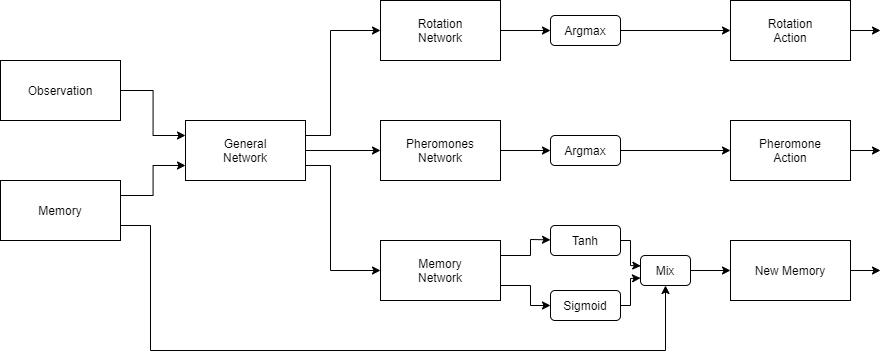 Rotation
Network
Argmax
Rotation
Action
Observation
General
Network
Pheromones
Network
Argmax
Pheromone
Action
Memory
Memory
Network
Tanh
Sigmoid
Mix
New Memory